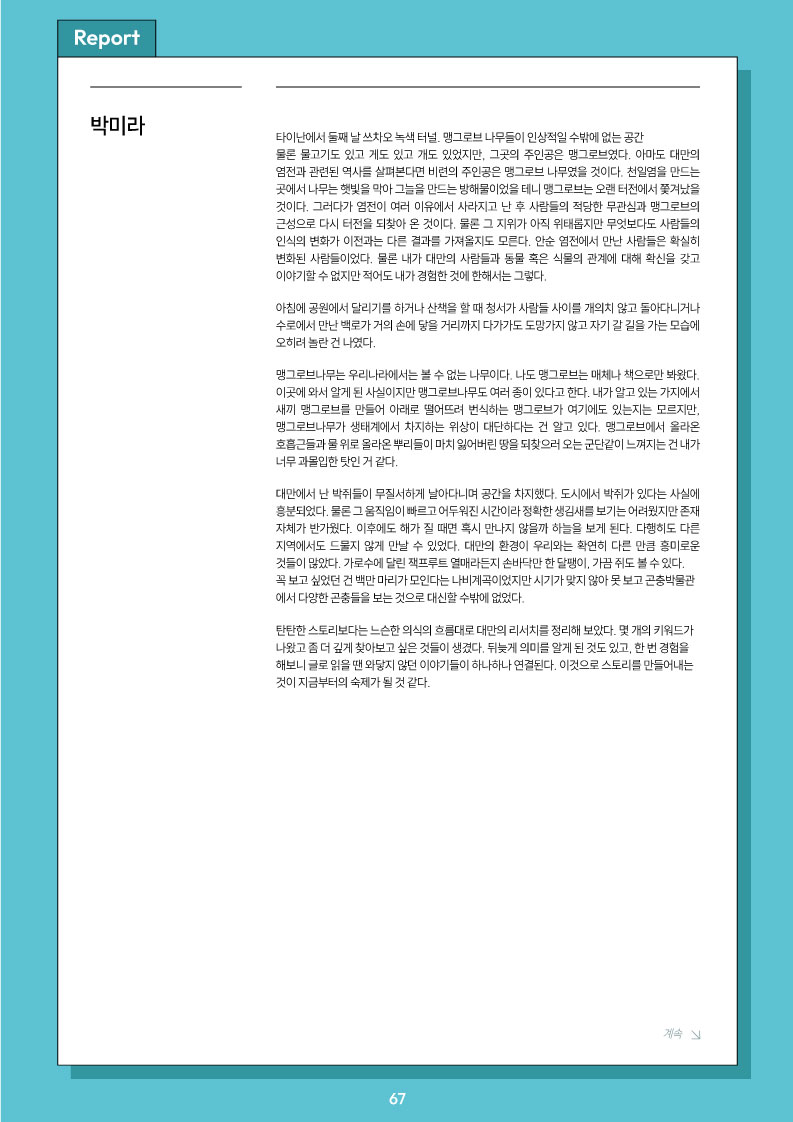 Report
박미라
타이난에서 둘째 날 쓰차오 녹색 터널. 맹그로브 나무들이 인상적일 수밖에 없는 공간
물론 물고기도 있고 게도 있고 개도 있었지만, 그곳의 주인공은 맹그로브였다. 아마도 대만의
염전과 관련된 역사를 살펴본다면 비련의 주인공은 맹그로브 나무였을 것이다. 천일염을 만드는
곳에서 나무는 햇빛을 막아 그늘을 만드는 방해물이었을 테니 맹그로브는 오랜 터전에서 쫓겨났을
것이다. 그러다가 염전이 여러 이유에서 사라지고 난 후 사람들의 적당한 무관심과 맹그로브의
근성으로 다시 터전을 되찾아 온 것이다. 물론 그 지위가 아직 위태롭지만 무엇보다도 사람들의
인식의 변화가 이전과는 다른 결과를 가져올지도 모른다. 안순 염전에서 만난 사람들은 확실히
변화된 사람들이었다. 물론 내가 대만의 사람들과 동물 혹은 식물의 관계에 대해 확신을 갖고
이야기할 수 없지만 적어도 내가 경험한 것에 한해서는 그렇다.
아침에 공원에서 달리기를 하거나 산책을 할 때 청서가 사람들 사이를 개의치 않고 돌아다니거나
수로에서 만난 백로가 거의 손에 닿을 거리까지 다가가도 도망가지 않고 자기 갈 길을 가는 모습에
오히려 놀란 건 나였다.
맹그로브나무는 우리나라에서는 볼 수 없는 나무이다. 나도 맹그로브는 매체나 책으로만 봐왔다.
이곳에 와서 알게 된 사실이지만 맹그로브나무도 여러 종이 있다고 한다. 내가 알고 있는 가지에서
새끼 맹그로브를 만들어 아래로 떨어뜨려 번식하는 맹그로브가 여기에도 있는지는 모르지만,
맹그로브나무가 생태계에서 차지하는 위상이 대단하다는 건 알고 있다. 맹그로브에서 올라온
호흡근들과 물 위로 올라온 뿌리들이 마치 잃어버린 땅을 되찾으러 오는 군단같이 느껴지는 건 내가
너무 과몰입한 탓인 거 같다.
대만에서 난 박쥐들이 무질서하게 날아다니며 공간을 차지했다. 도시에서 박쥐가 있다는 사실에
흥분되었다. 물론 그 움직임이 빠르고 어두워진 시간이라 정확한 생김새를 보기는 어려웠지만 존재
자체가 반가웠다. 이후에도 해가 질 때면 혹시 만나지 않을까 하늘을 보게 된다. 다행히도 다른
지역에서도 드물지 않게 만날 수 있었다. 대만의 환경이 우리와는 확연히 다른 만큼 흥미로운
것들이 많았다. 가로수에 달린 잭프루트 열매라든지 손바닥만 한 달팽이, 가끔 쥐도 볼 수 있다.
꼭 보고 싶었던 건 백만 마리가 모인다는 나비계곡이었지만 시기가 맞지 않아 못 보고 곤충박물관
에서 다양한 곤충들을 보는 것으로 대신할 수밖에 없었다.
탄탄한 스토리보다는 느슨한 의식의 흐름대로 대만의 리서치를 정리해 보았다. 몇 개의 키워드가
나왔고 좀 더 깊게 찾아보고 싶은 것들이 생겼다. 뒤늦게 의미를 알게 된 것도 있고, 한 번 경험을
해보니 글로 읽을 땐 와닿지 않던 이야기들이 하나하나 연결된다. 이것으로 스토리를 만들어내는
것이 지금부터의 숙제가 될 것 같다.
계속
67